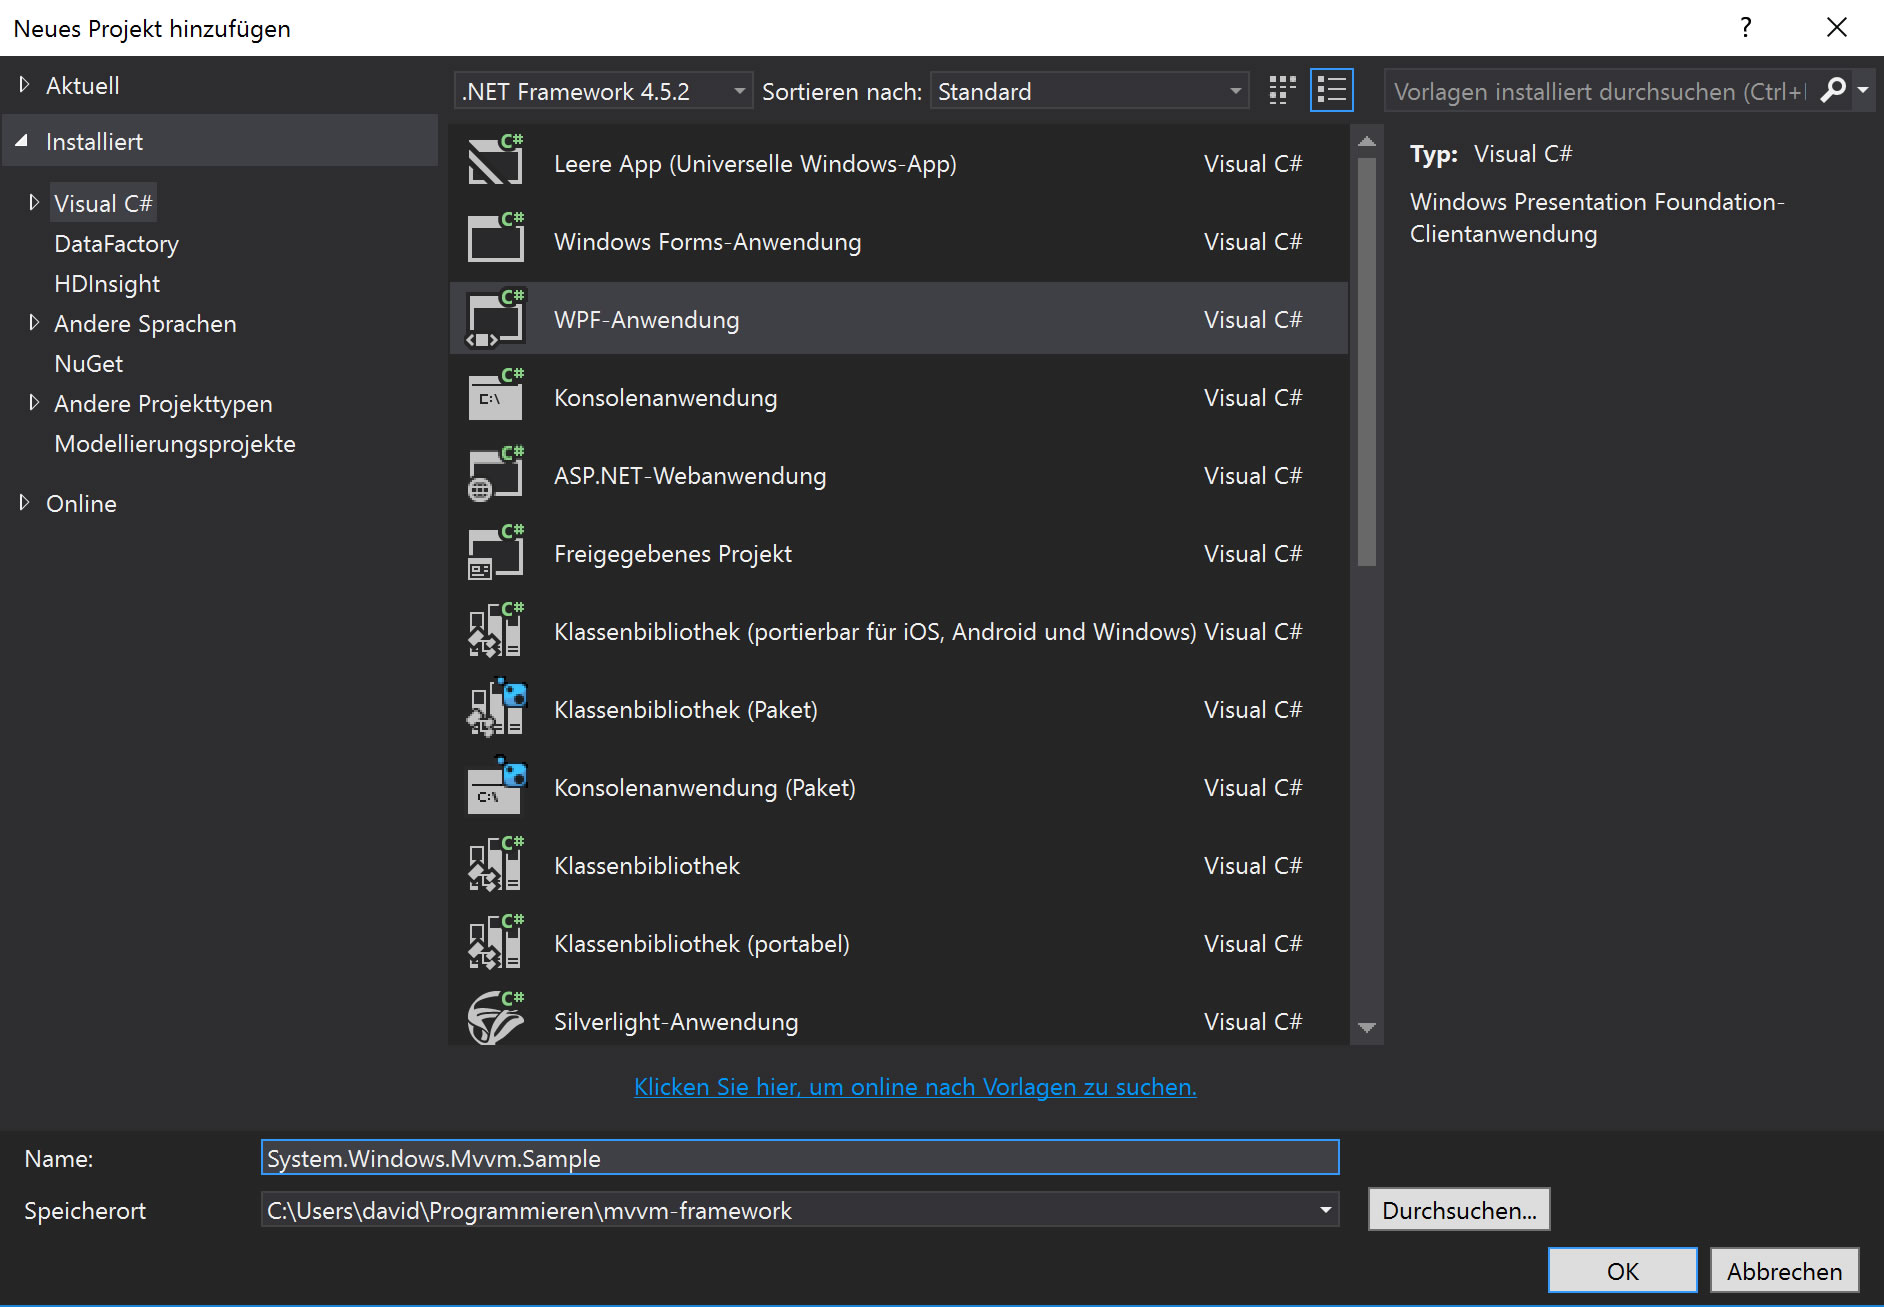 Neues Projekt hinzufügen
?
Aktuell
.NET Framework 4.5.2
Sortieren nach:
Standard
Vorlagen installiert durchsuchen (Ctrl+
Installiert
Visual C#
DataFactory
HDInsight
Andere Sprachen
NuGet
Andere Projekttypen
Modellierungsprojekte
Online
C# Leere App (Universelle Windows-App) Visual C#
C# Windows Forms-Anwendung Visual C#
C# WPF-Anwendung Visual C#
C# C:\ Konsolenanwendung Visual C#
C# ASP.NET-Webanwendung Visual C#
C# Freigegebenes Projekt Visual C#
C# Klassenbibliothek (portierbar für iOS, Android und Windows) Visual C#
Klassenbibliothek (Paket) Visual C#
C:\ Konsolenanwendung (Paket) Visual C#
C# Klassenbibliothek Visual C#
C# Klassenbibliothek (portabel) Visual C#
C# Silverlight-Anwendung Visual C#
Typ: Visual C#
Windows Presentation Foundation-
Clientanwendung
Klicken Sie hier, um online nach Vorlagen zu suchen.
Name: System.Windows.Mvvm.Sample
Speicherort C:\Users\david\Programmieren\mvvm-framework
Durchsuchen...
OK
Abbrechen